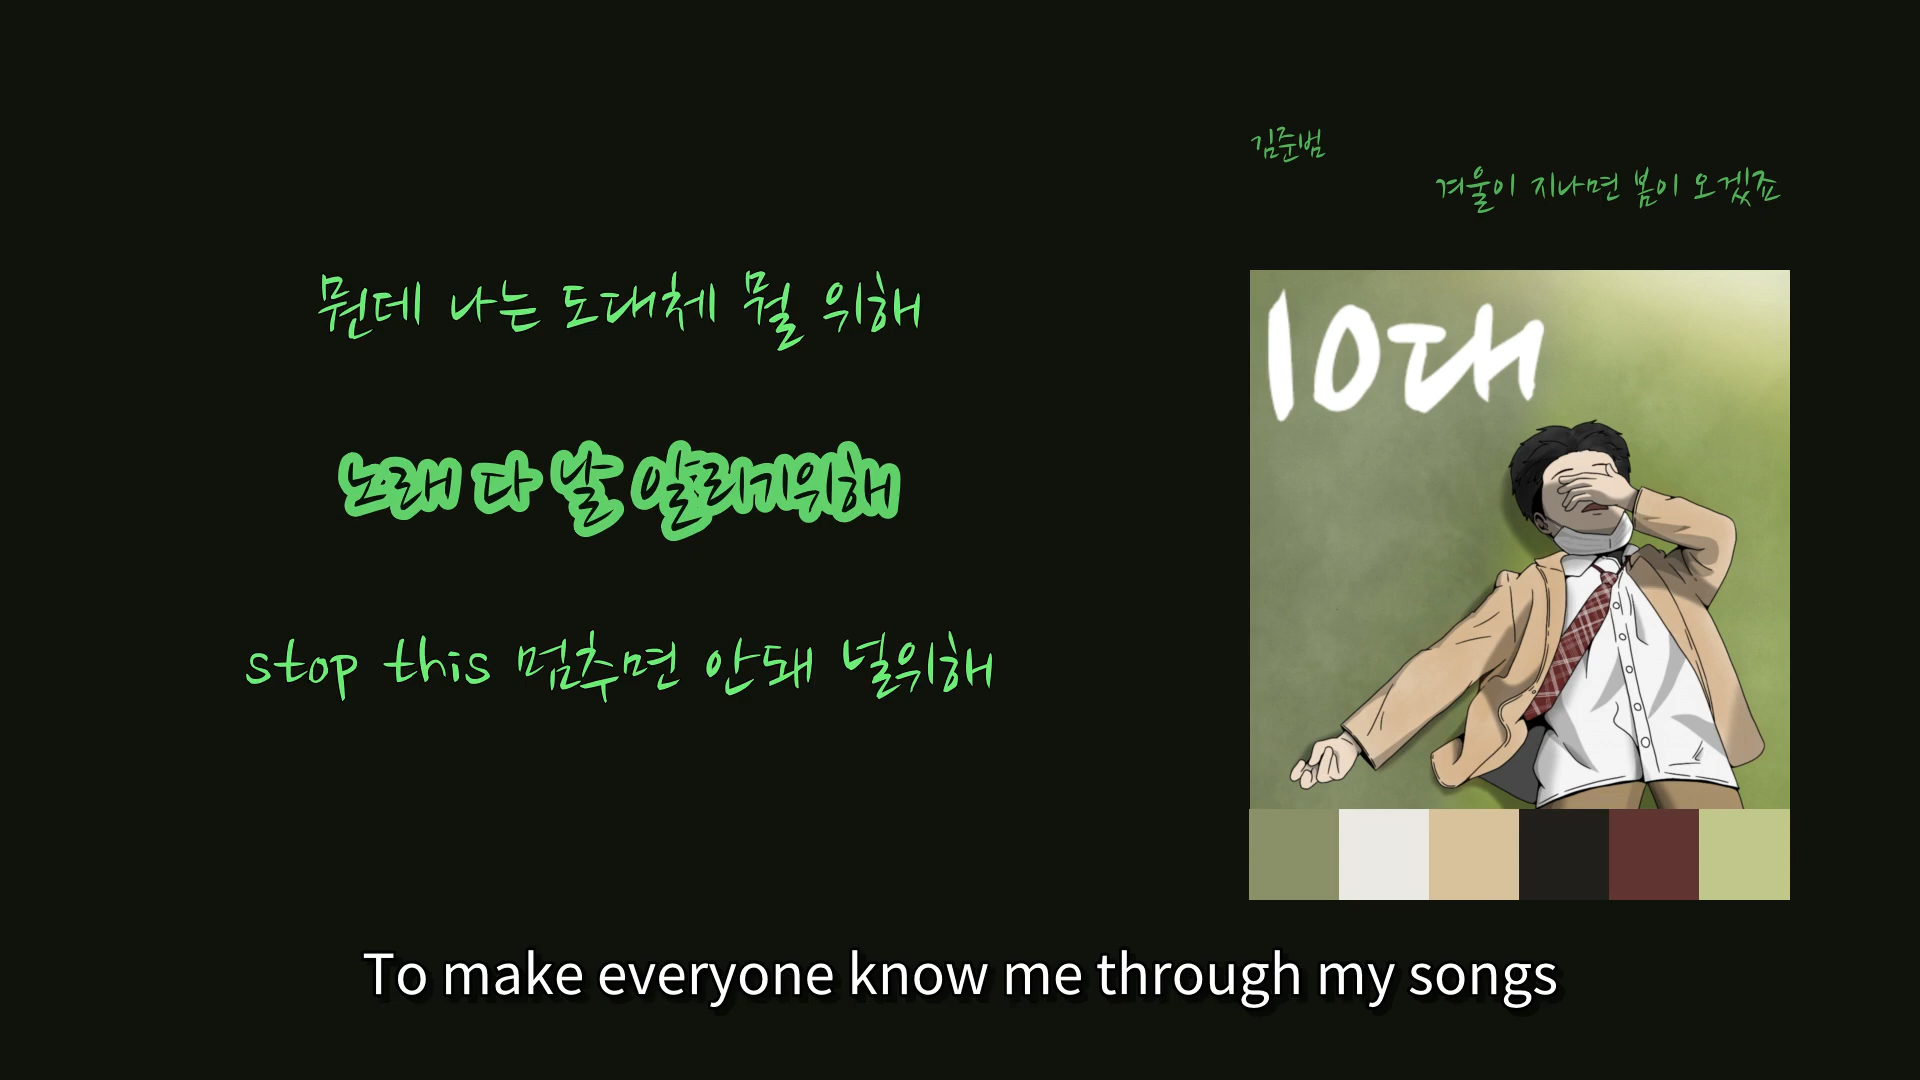 김준범
겨울이 지나면 봄이 오겠죠
뭔데 나는 도대체 뭘 위해
노래 다 날 알리기위해
stop this 멈추면 안돼 널위해
10대
To make everyone know me through my songs